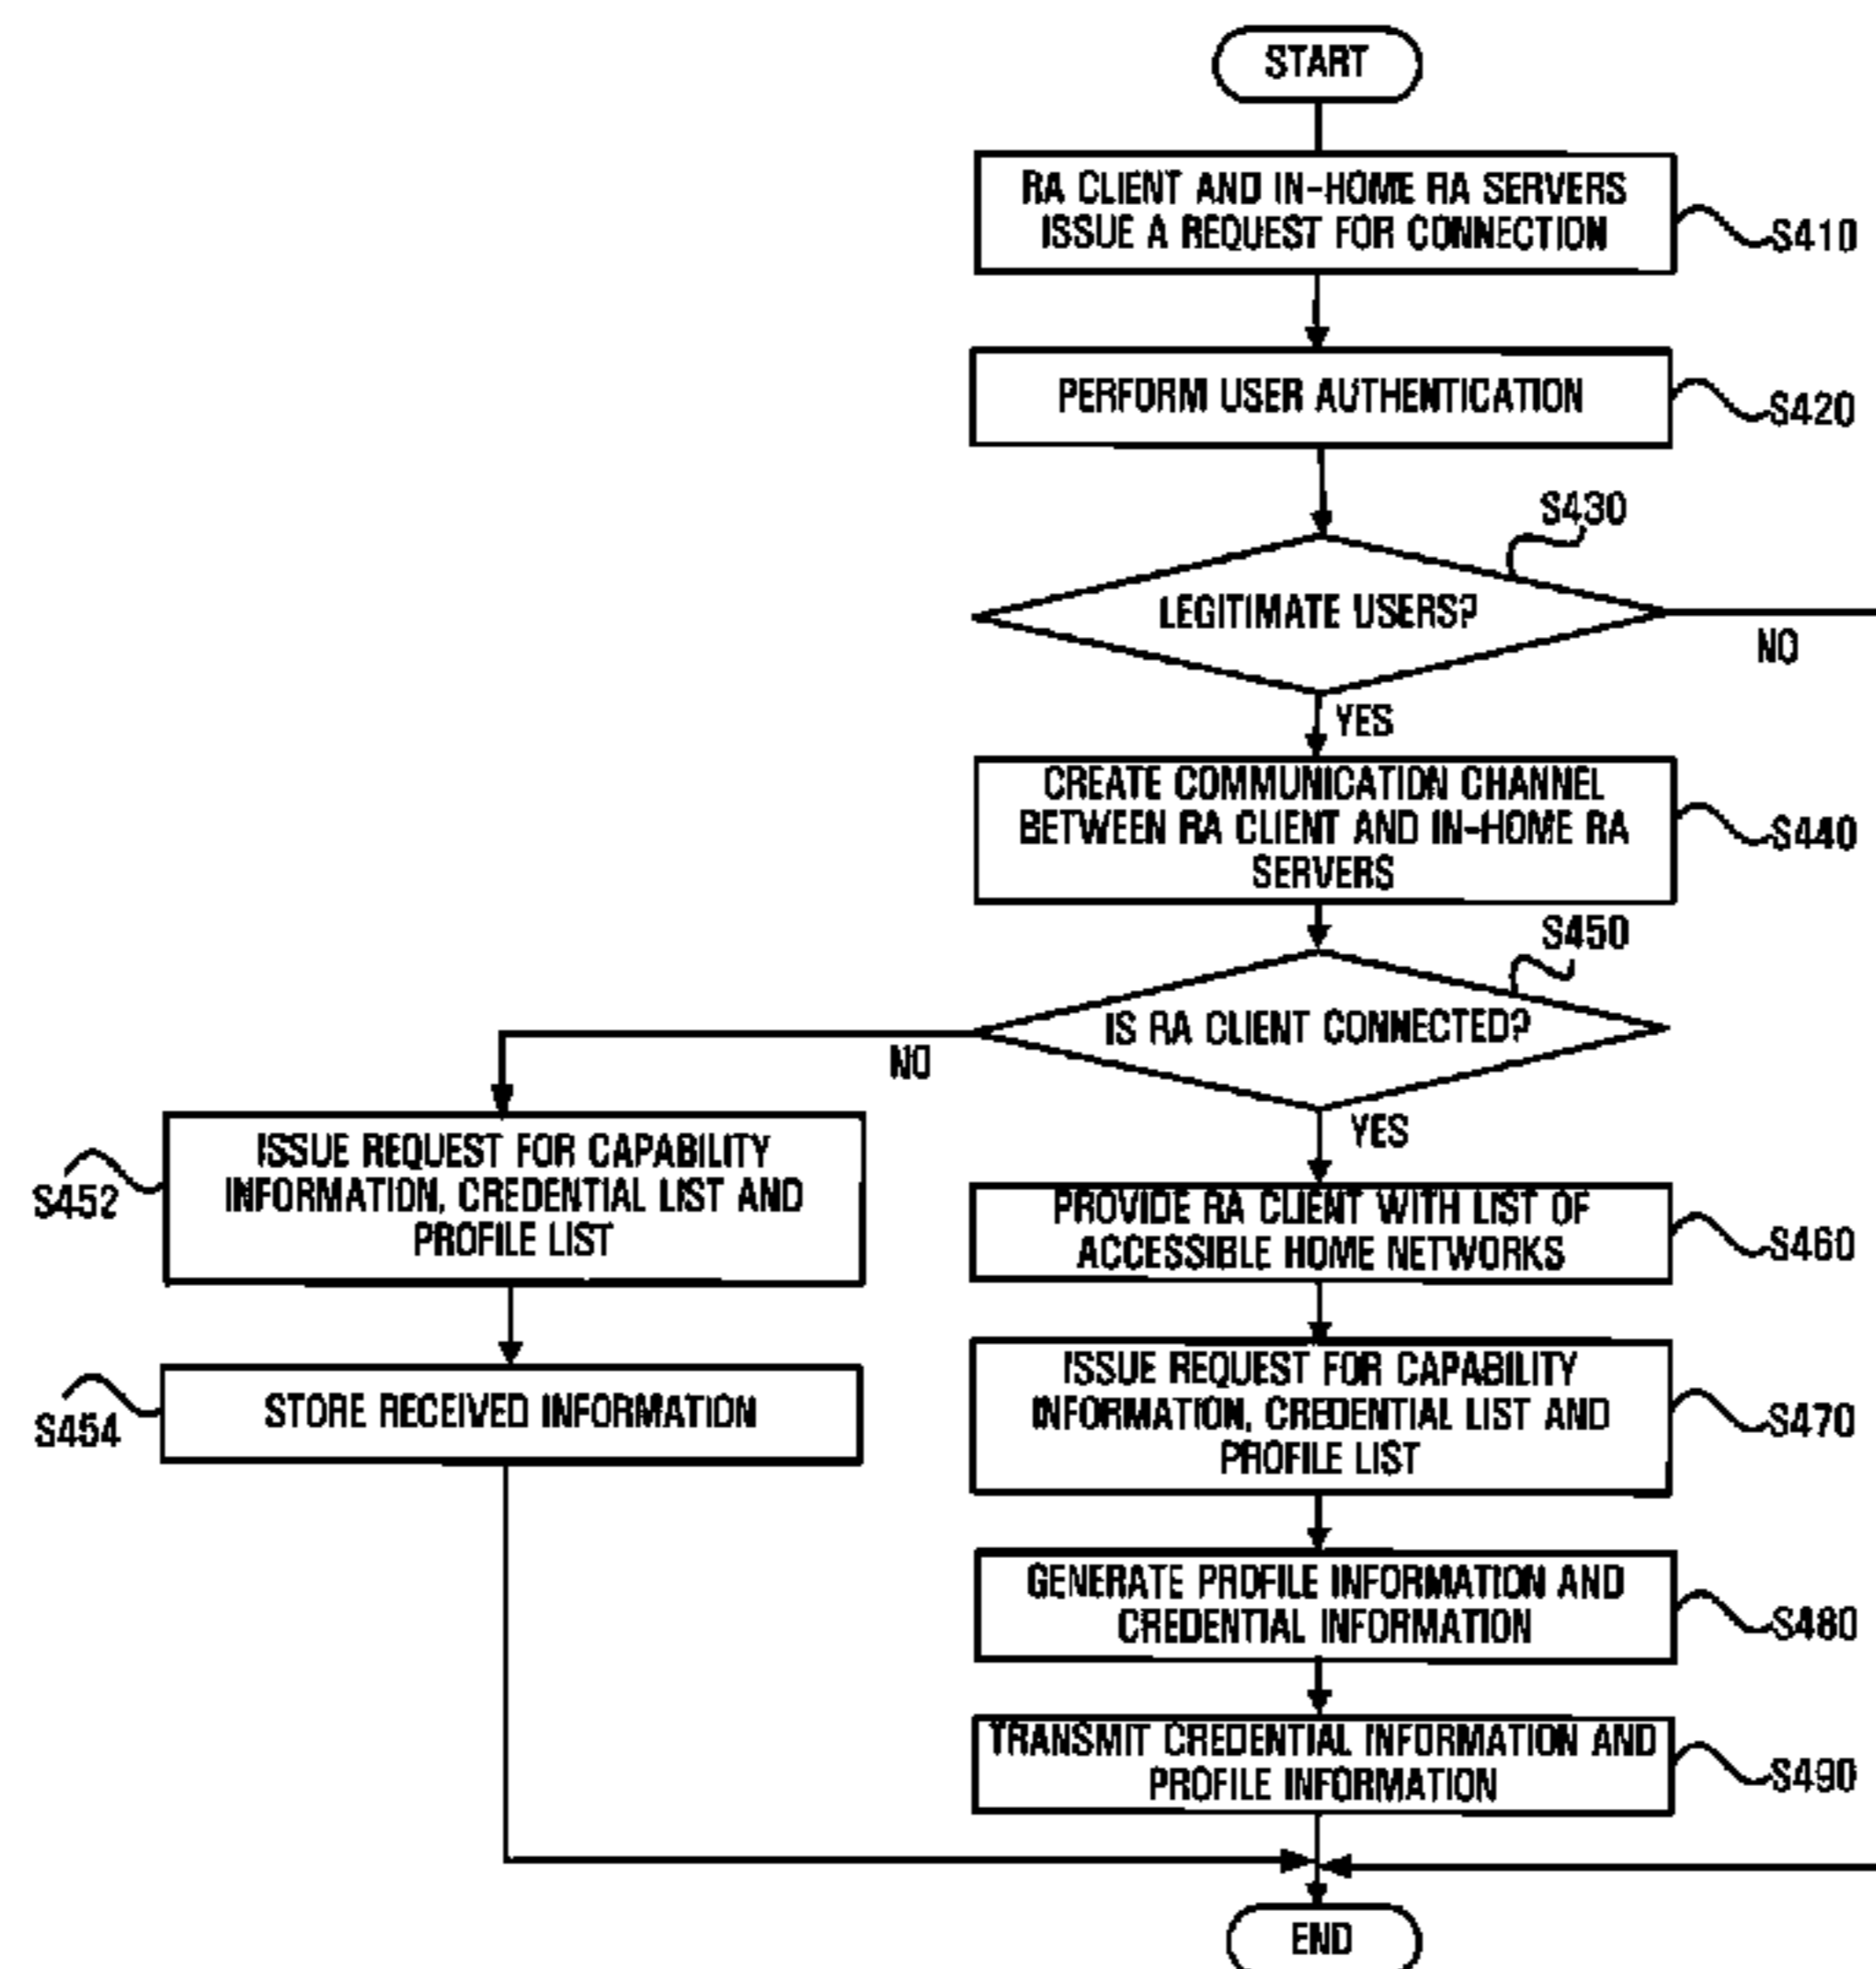 START
RA CLIENT AND IN-HOME RA SERVERS
ISSUE A REQUEST FOR CONNECTION
S410
PERFORM USER AUTHENTICATION
S420
S430
LEGITIMATE USERS?
NO
YES
CREATE COMMUNICATION CHANNEL
BETWEEN RA CLIENT AND IN-HOME RA
SERVERS
S440
S450
IS RA CLIENT CONNECTED?
NO
YES
ISSUE REQUEST FOR CAPABILITY
INFORMATION, CREDENTIAL LIST AND
PROFILE LIST
S452
STORE RECEIVED INFORMATION
S454
PROVIDE RA CLIENT WITH LIST OF
ACCESSIBLE HOME NETWORKS
S460
ISSUE REQUEST FOR CAPABILITY
INFORMATION, CREDENTIAL LIST AND
PROFILE LIST
S470
GENERATE PROFILE INFORMATION AND
CREDENTIAL INFORMATION
S480
TRANSMIT CREDENTIAL INFORMATION AND
PROFILE INFORMATION
S490
END